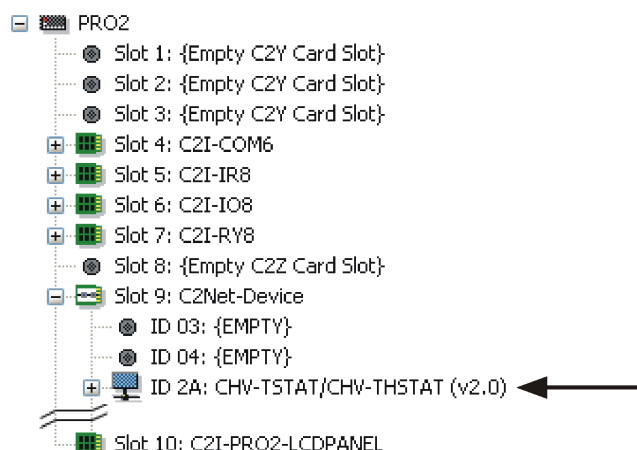 PRO2
Slot 1: {Empty C2Y Card Slot}
Slot 2: {Empty C2Y Card Slot}
Slot 3: {Empty C2Y Card Slot}
Slot 4: C2I-COM6
Slot 5: C2I-IR8
Slot 6: C2I-IO8
Slot 7: C2I-RY8
Slot 8: {Empty C2Z Card Slot}
Slot 9: C2Net-Device
ID 03: {EMPTY}
ID 04: {EMPTY}
ID 2A: CHV-TSTAT/CHV-THSTAT (v2.0)
Slot 10: C2I-PRO2-LCDPANEL